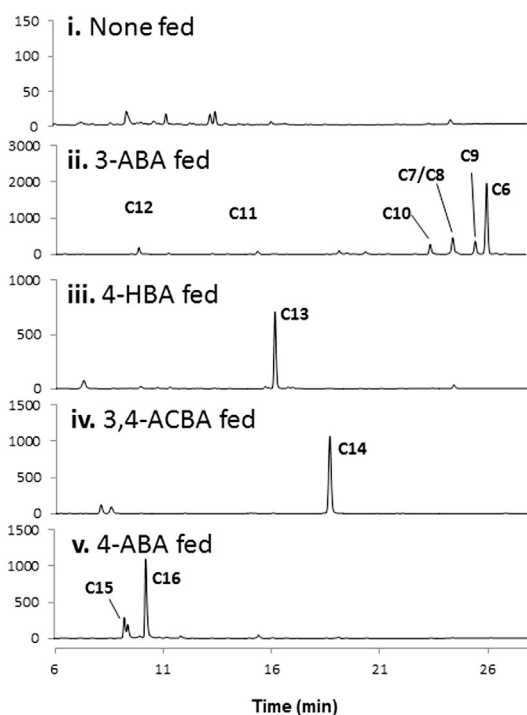 i. None fed
150
100
50
0
ii. 3-ABA fed
3000
2000
1000
0
C12
C11
C10
C7/C8
C9
C6
iii. 4-HBA fed
1000
500
0
C13
iv. 3,4-ACBA fed
1500
1000
500
0
C14
v. 4-ABA fed
1500
1000
500
0
C15
C16
6 11 16 21 26
Time (min)